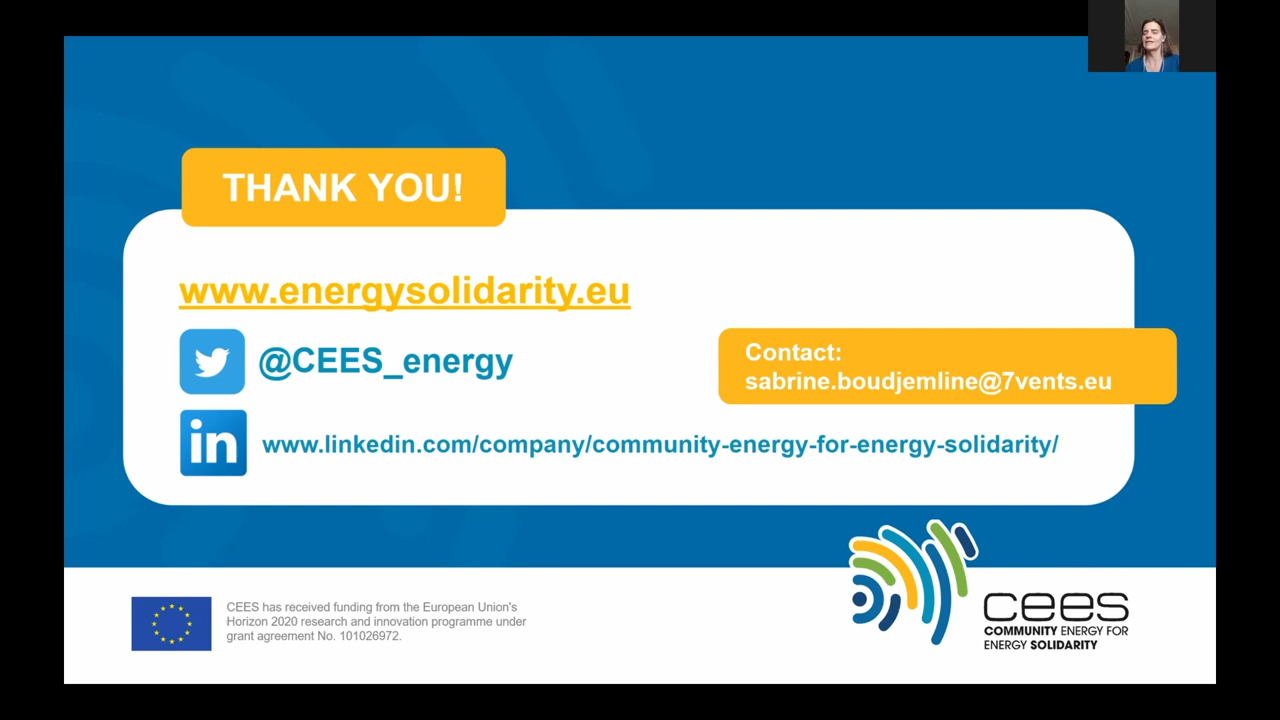 THANK YOU!
www.energysolidarity.eu
@CEES_energy
Contact:
sabrine.boudjemline@7vents.eu
in
www.linkedin.com/company/community-energy-for-energy-solidarity/
CEES has received funding from the European Union's
Horizon 2020 research and innovation programme under
grant agreement No. 101026972.
cees
COMMUNITY ENERGY FOR
ENERGY SOLIDARITY